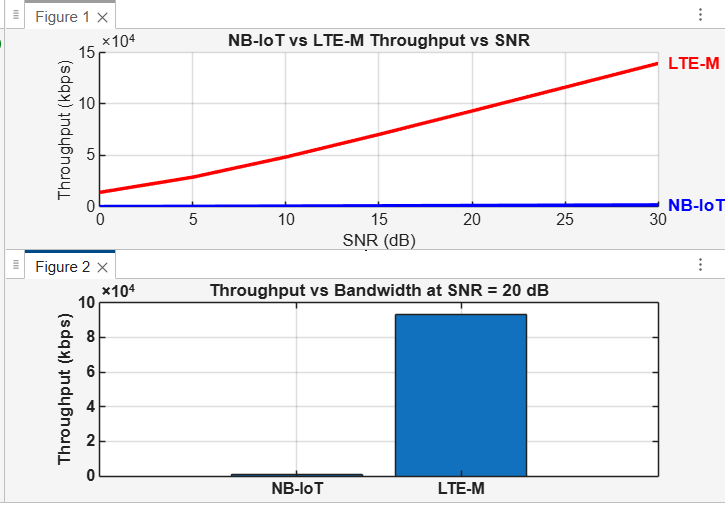 Figure 1
NB-IoT vs LTE-M Throughput vs SNR
×10⁴
Throughput (kbps)
15
10
5
0
0 5 10 15 20 25 30
SNR (dB)
LTE-M
NB-IoT
Figure 2
Throughput vs Bandwidth at SNR = 20 dB
×10⁴
Throughput (kbps)
10
8
6
4
2
0
NB-IoT LTE-M